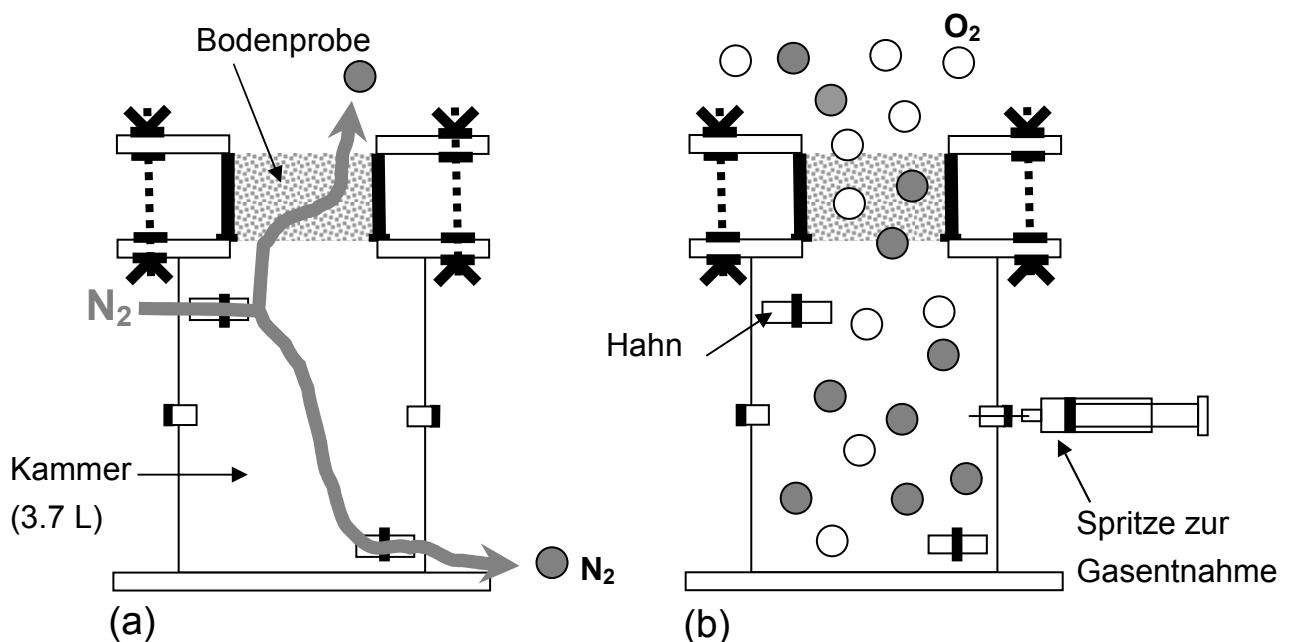 Bodenprobe
N₂
Kammer
(3.7 L)
N₂
(a)
O₂
Hahn
Spritze zur
Gasentnahme
(b)